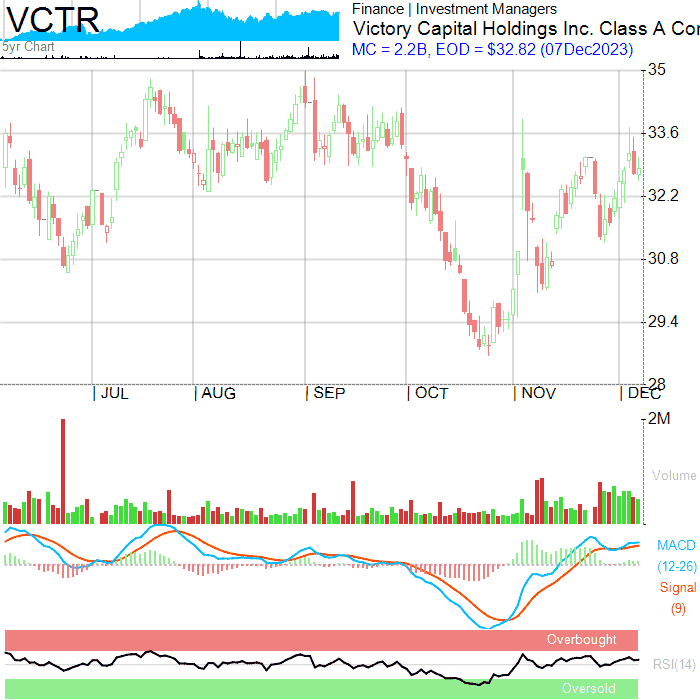 VCTR
5yr Chart
Finance | Investment Managers
Victory Capital Holdings Inc. Class A Cor
MC = 2.2B, EOD = $32.82 (07Dec2023)
35
33.6
32.2
30.8
29.4
28
| JUL | AUG | SEP | OCT | NOV | DEC
2M
Volume
MACD
(12-26)
Signal
(9)
Overbought
RSI(14)
Oversold